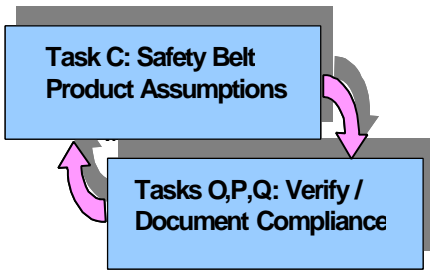 Task C: Safety Belt
Product Assumptions
Tasks O,P,Q: Verify /
Document Compliance